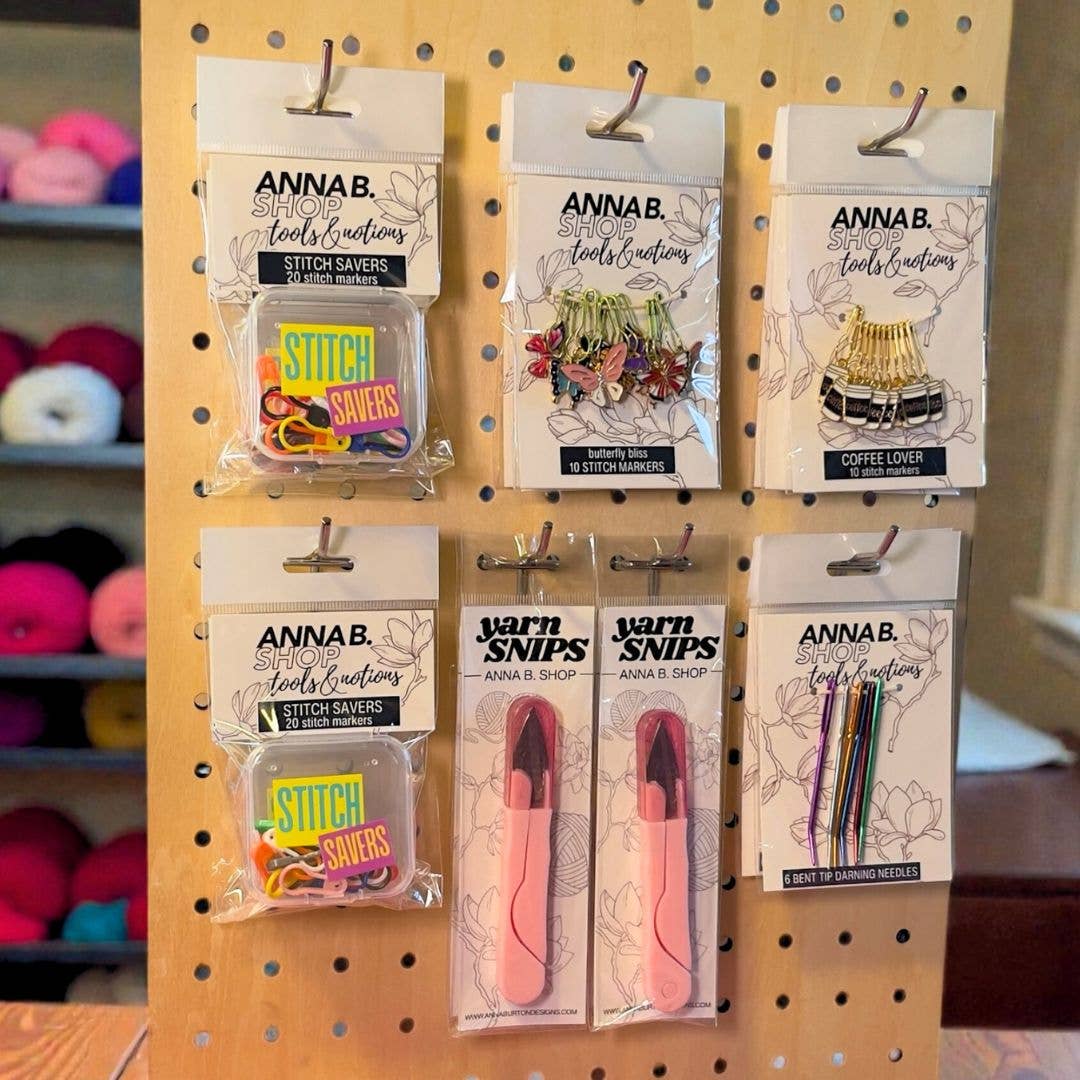 ANNA B.
SHOP
tools & notions
STITCH SAVERS
20 stitch markers
STITCH
SAVERS
ANNA B.
SHOP
tools & notions
butterfly bliss
10 STITCH MARKERS
ANNA B.
SHOP
tools & notions
COFFEE LOVER
10 stitch markers
ANNA B.
SHOP
tools & notions
STITCH SAVERS
20 stitch markers
STITCH
SAVERS
yarn
SNIPS
ANNA B. SHOP
WWW.ANNABURTONDESIGNS.COM
yarn
SNIPS
ANNA B. SHOP
ANNA B.
SHOP
tools & notions
6 BENT TIP DARNING NEEDLES